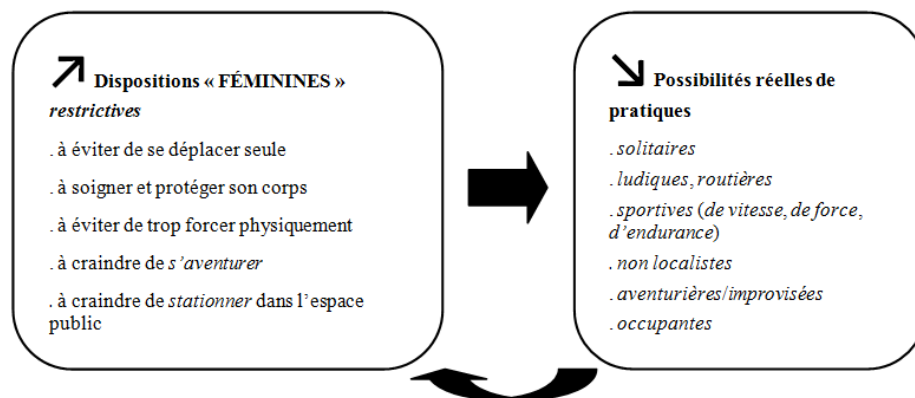 Dispositions « FÉMININES »
restrictives
. à éviter de se déplacer seule
. à soigner et protéger son corps
. à éviter de trop forcer physiquement
. à craindre de s’aventurer
. à craindre de stationner dans l’espace
public
Possibilités réelles de
pratiques
. solitaires
. ludiques, routières
. sportives (de vitesse, de force,
d’endurance)
. non localistes
. aventurières/improvisées
. occupantes